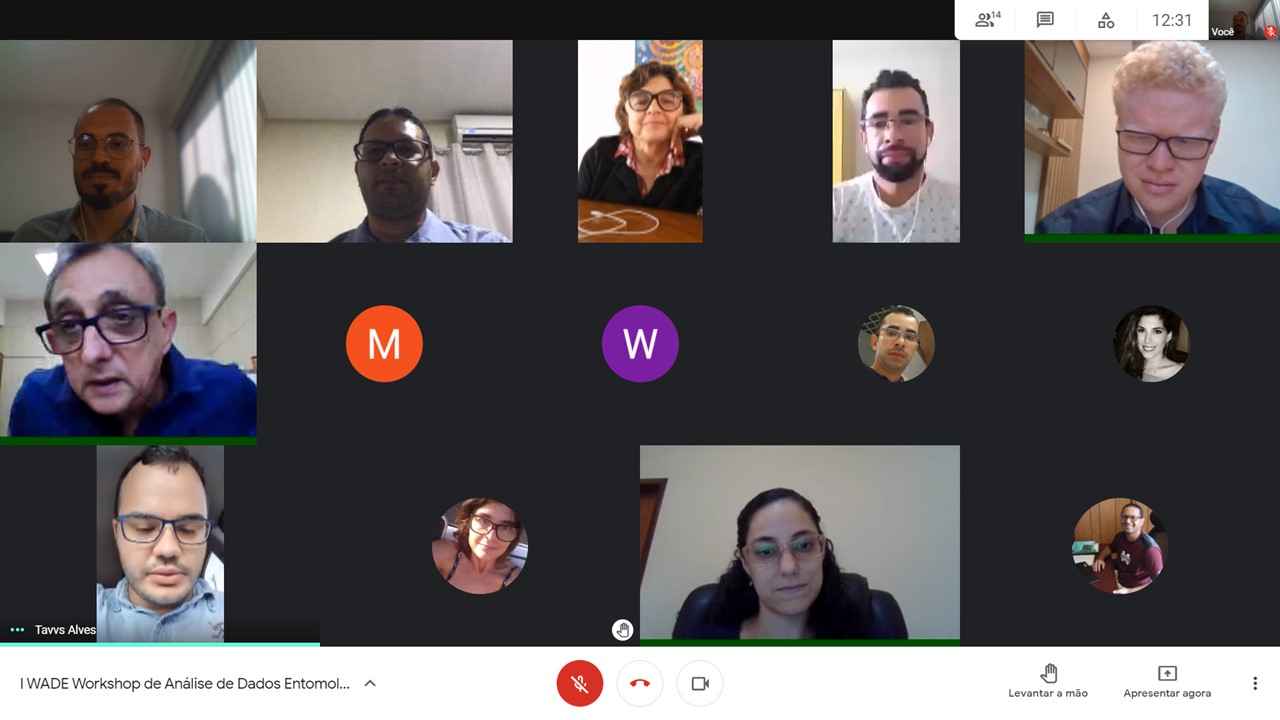 14
12:31
Você
M
W
Tavvs Alves
I WADE Workshop de Análise de Dados Entomol...
Levantar a mão
Apresentar agora